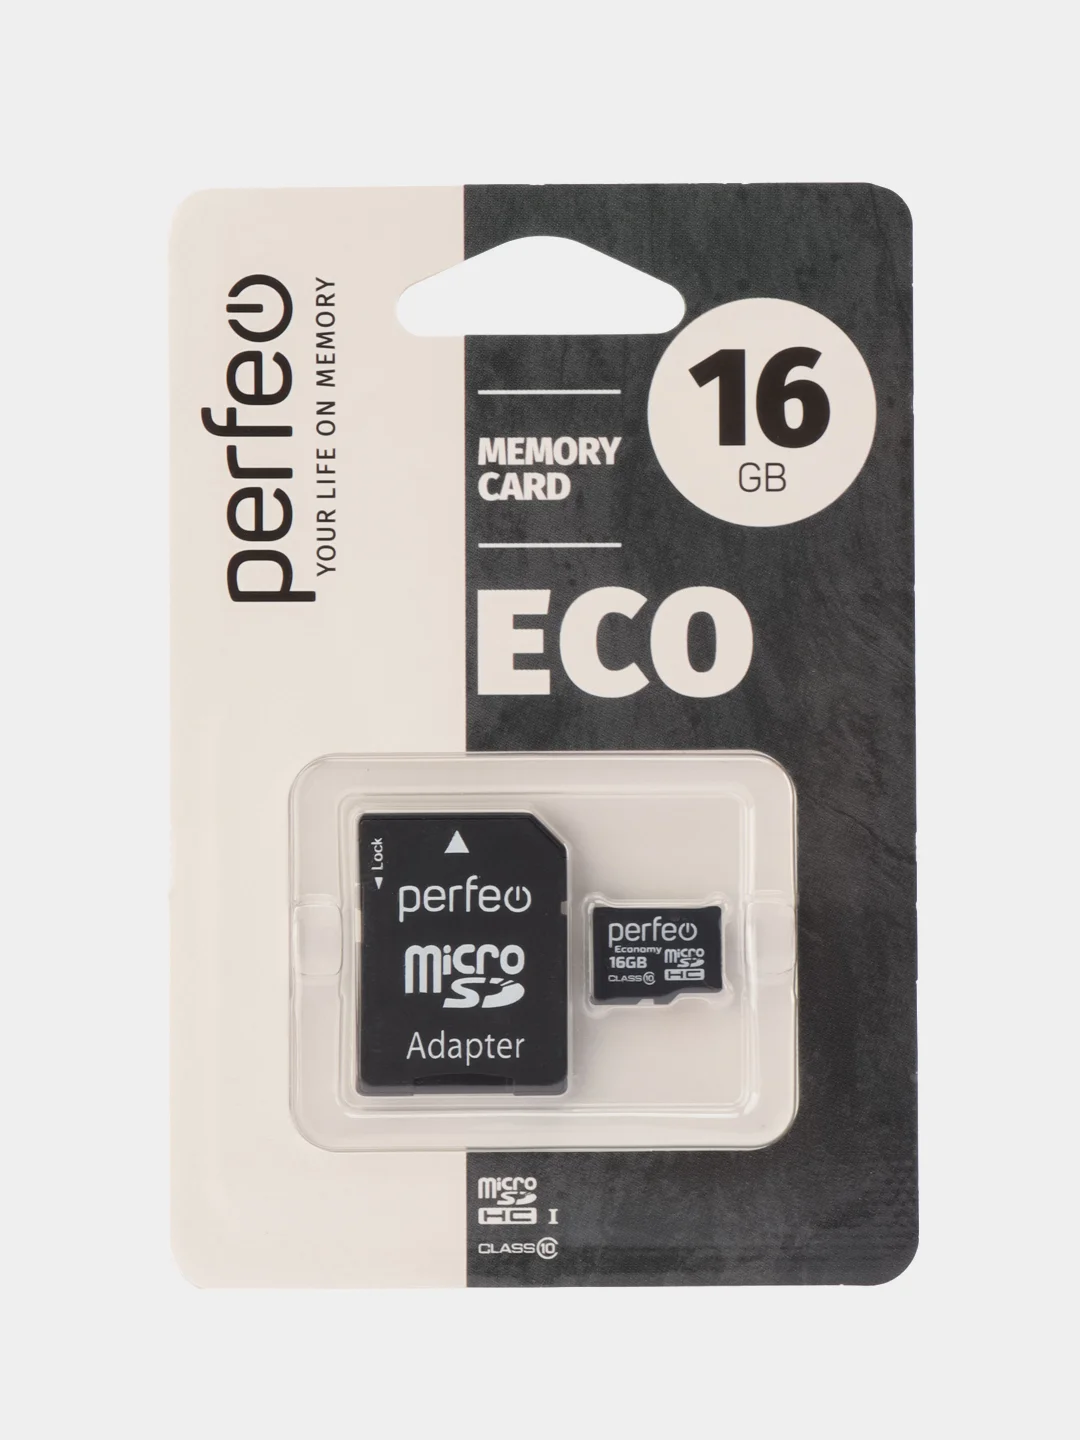 perfeo
YOUR LIFE ON MEMORY
16
GB
MEMORY
CARD
ECO
Lock
perfeo
micro
SD
Adapter
perfeo
Economy
16GB
micro
SD
HC
CLASS 10
micro
SD
HC I
CLASS 10